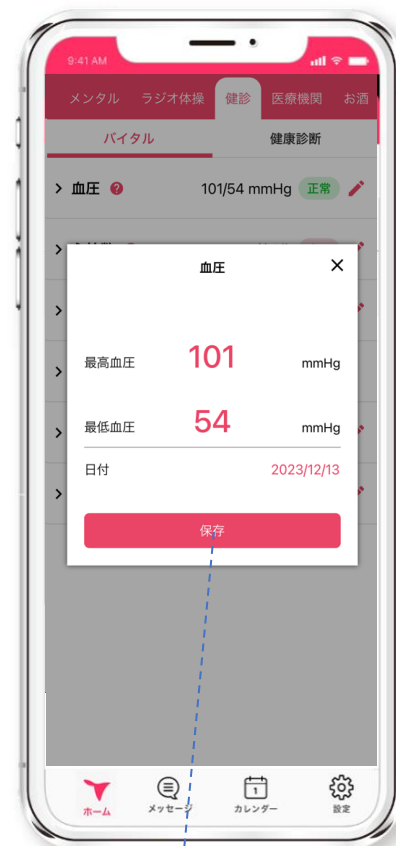 9:41 AM
メンタル ラジオ体操 健診 医療機関 お酒
バイタル 健康診断
血圧 ? 101/54 mmHg 正常
血圧 ×
最高血圧 101 mmHg
最低血圧 54 mmHg
日付 2023/12/13
保存
1
ホーム メッセージ カレンダー 設定